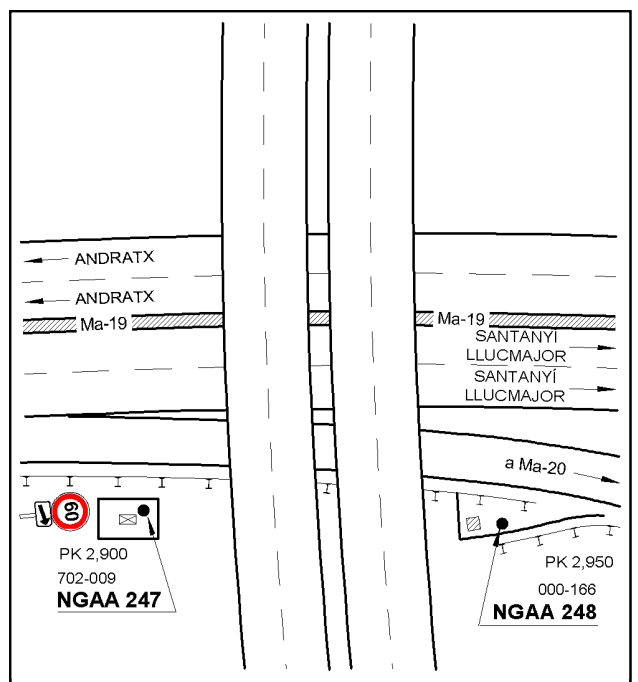 ANDRATX
ANDRATX
Ma-19
Ma-19
SANTANYÍ
LLUCMAJOR
SANTANYÍ
LLUCMAJOR
a Ma-20
60
PK 2,900
702-009
NGAA 247
PK 2,950
000-166
NGAA 248